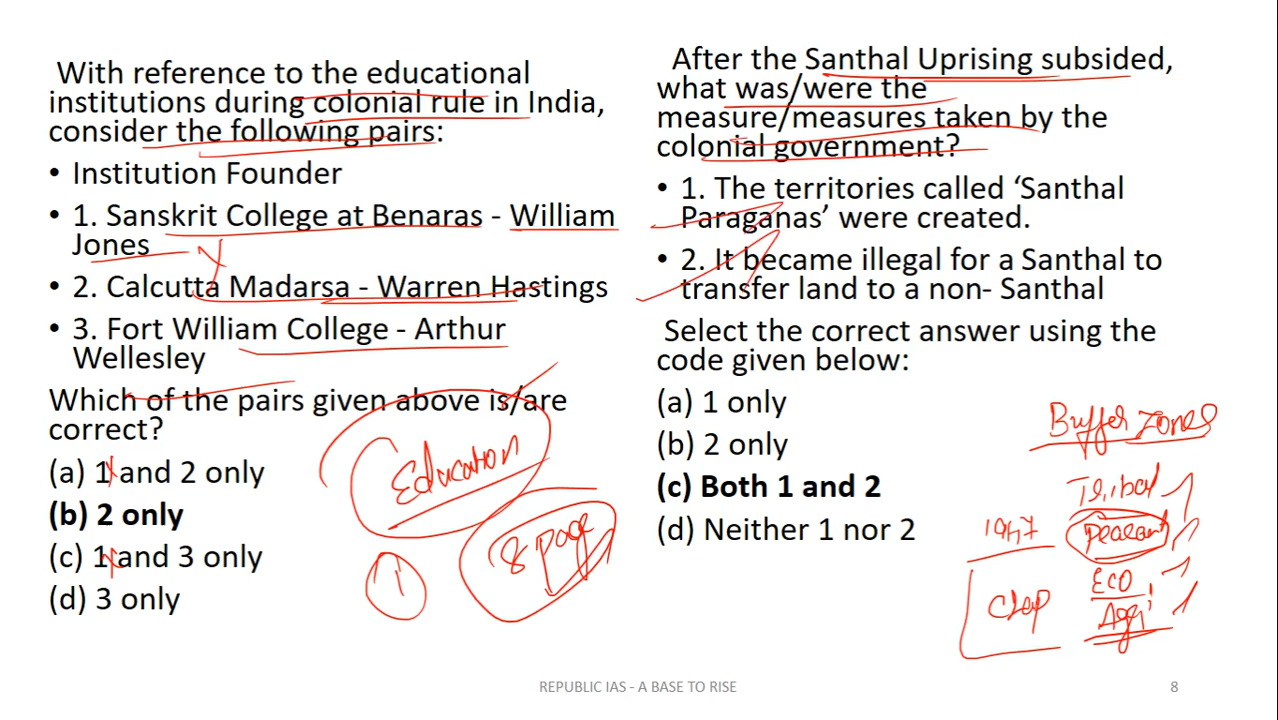 With reference to the educational
institutions during colonial rule in India,
consider the following pairs:
• Institution Founder
• 1. Sanskrit College at Benaras - William
Jones
• 2. Calcutta Madarsa - Warren Hastings
• 3. Fort William College - Arthur
Wellesley
Which of the pairs given above is/are
correct?
(a) 1 and 2 only
(b) 2 only
(c) 1 and 3 only
(d) 3 only
Education
8 page
1
After the Santhal Uprising subsided,
what was/were the
measure/measures taken by the
colonial government?
• 1. The territories called ‘Santhal
Paraganas’ were created.
• 2. It became illegal for a Santhal to
transfer land to a non- Santhal
Select the correct answer using the
code given below:
(a) 1 only
(b) 2 only
(c) Both 1 and 2
(d) Neither 1 nor 2
Buffer Zones
Tribal
1947
Peasant
Eco
Agri
REPUBLIC IAS - A BASE TO RISE
8